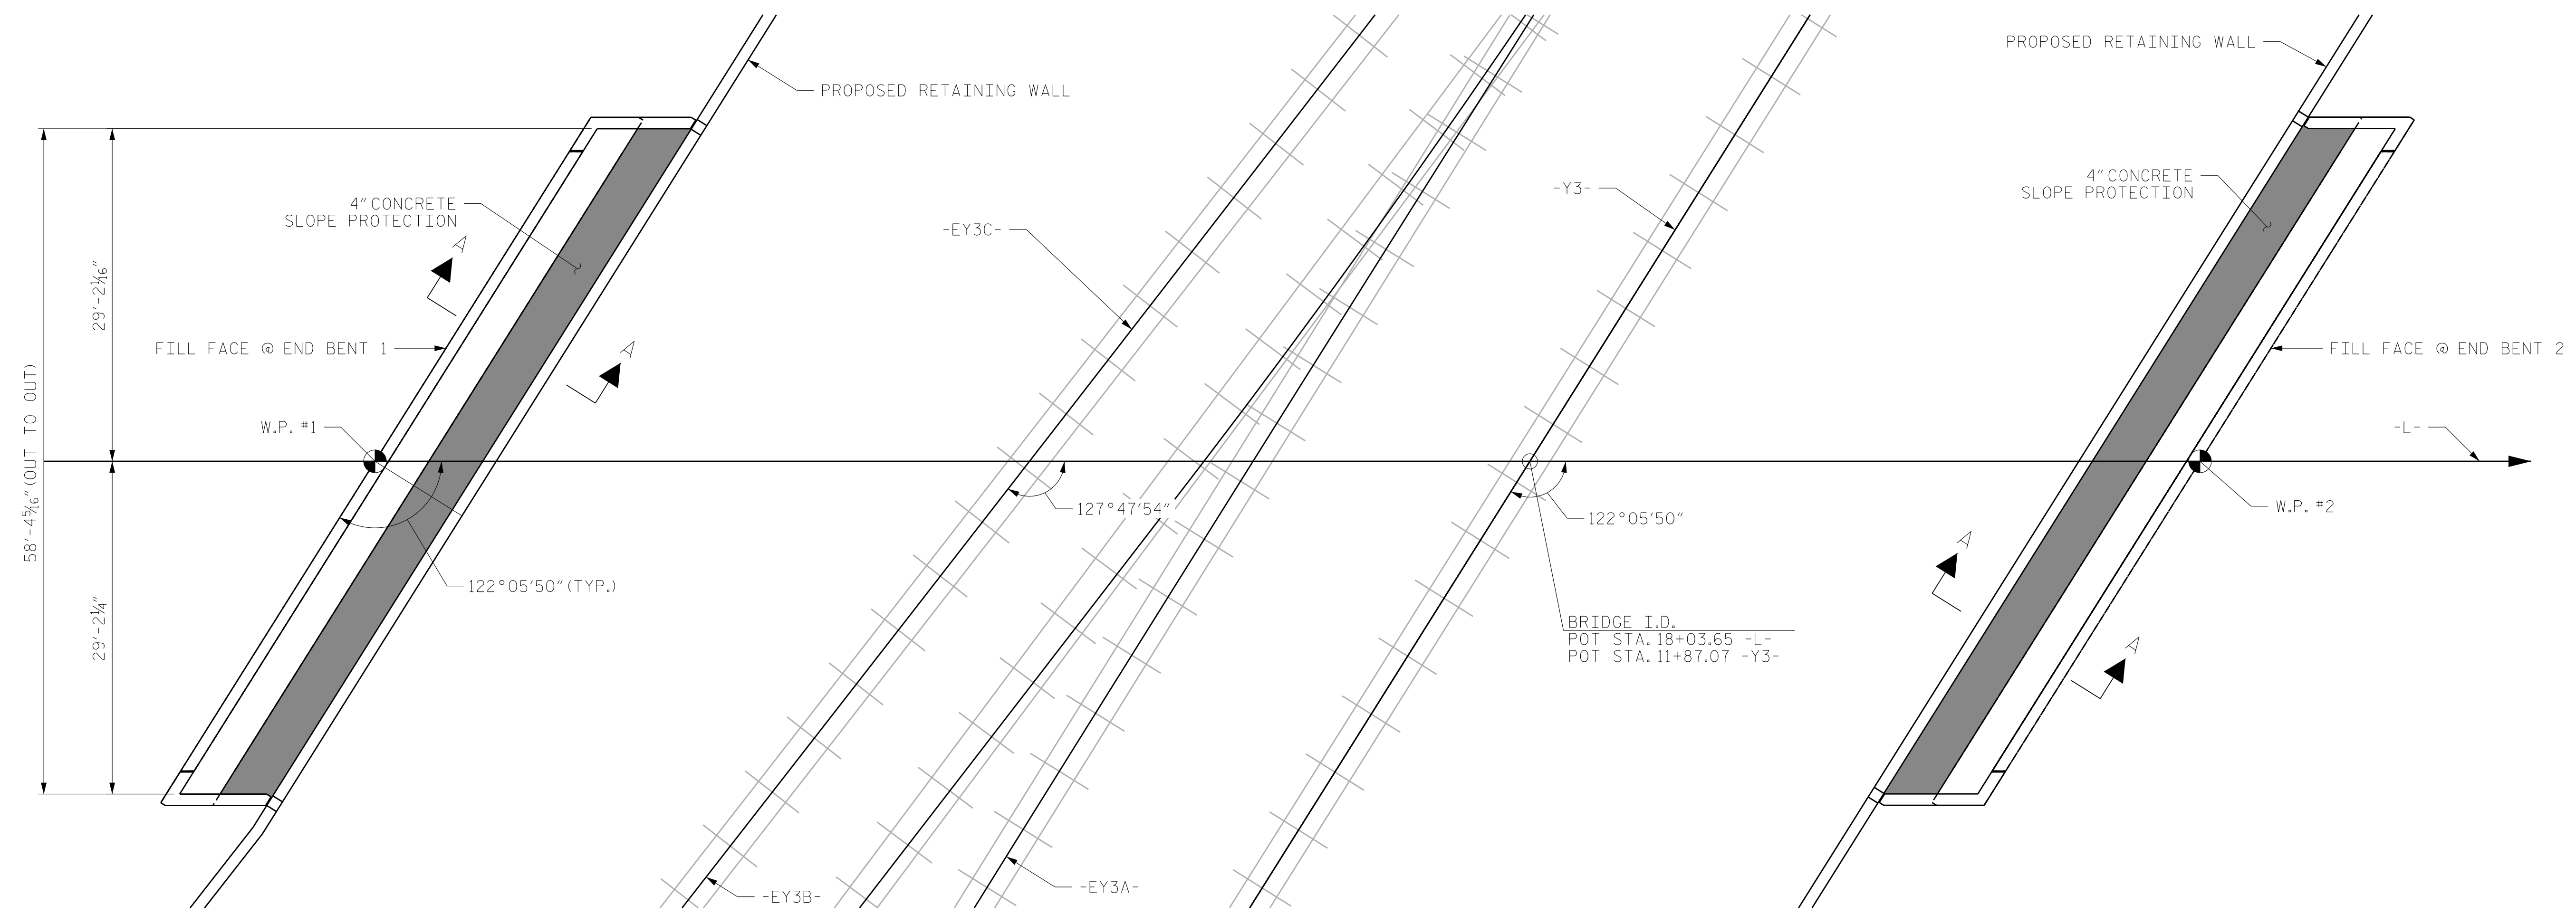 PROPOSED RETAINING WALL
PROPOSED RETAINING WALL
4" CONCRETE
SLOPE PROTECTION
4" CONCRETE
SLOPE PROTECTION
-Y3-
-EY3C-
A
A
29'-2 1/16"
FILL FACE @ END BENT 1
FILL FACE @ END BENT 2
58'-4 5/16" (OUT TO OUT)
W.P. #1
-L-
127°47'54"
122°05'50"
W.P. #2
122°05'50" (TYP.)
29'-2 1/4"
A
A
BRIDGE I.D.
POT STA. 18+03.65 -L-
POT STA. 11+87.07 -Y3-
-EY3B-
-EY3A-